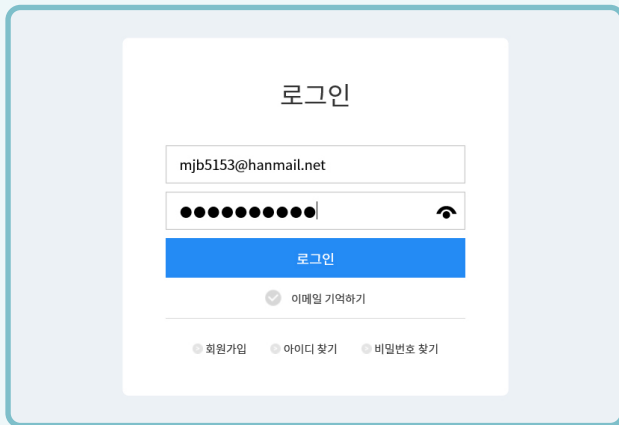 로그인
mjb5153@hanmail.net
●●●●●●●●●●
로그인
이메일 기억하기
회원가입 아이디 찾기 비밀번호 찾기